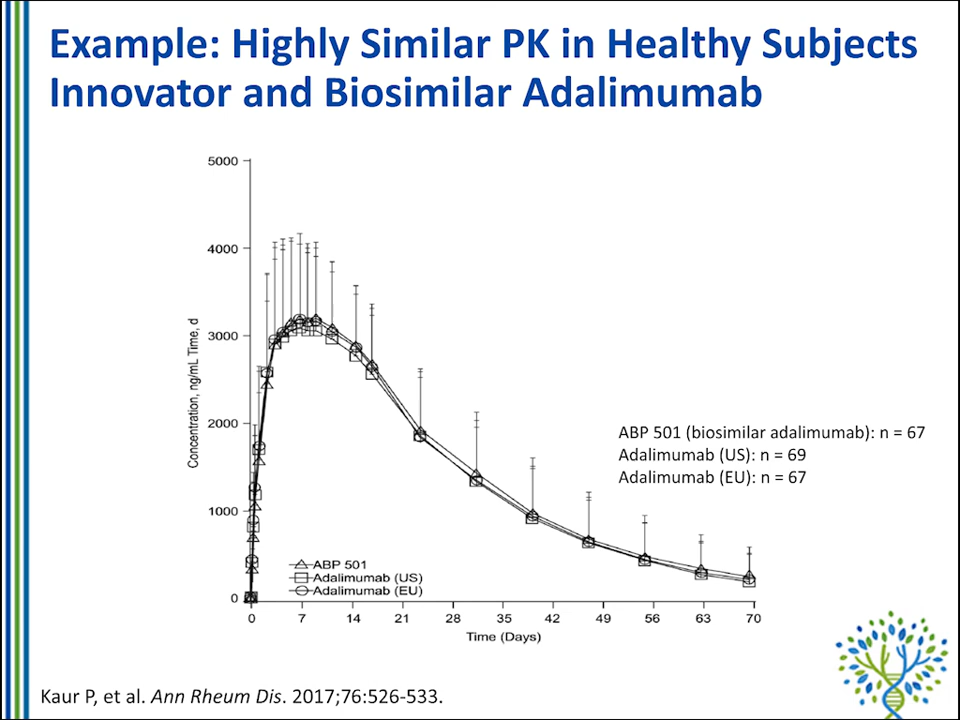 Example: Highly Similar PK in Healthy Subjects
Innovator and Biosimilar Adalimumab
5000
4000
3000
2000
1000
0
Concentration, ng/mL Time, d
ABP 501
Adalimumab (US)
Adalimumab (EU)
0 7 14 21 28 35 42 49 56 63 70
Time (Days)
ABP 501 (biosimilar adalimumab): n = 67
Adalimumab (US): n = 69
Adalimumab (EU): n = 67
Kaur P, et al. Ann Rheum Dis. 2017;76:526-533.